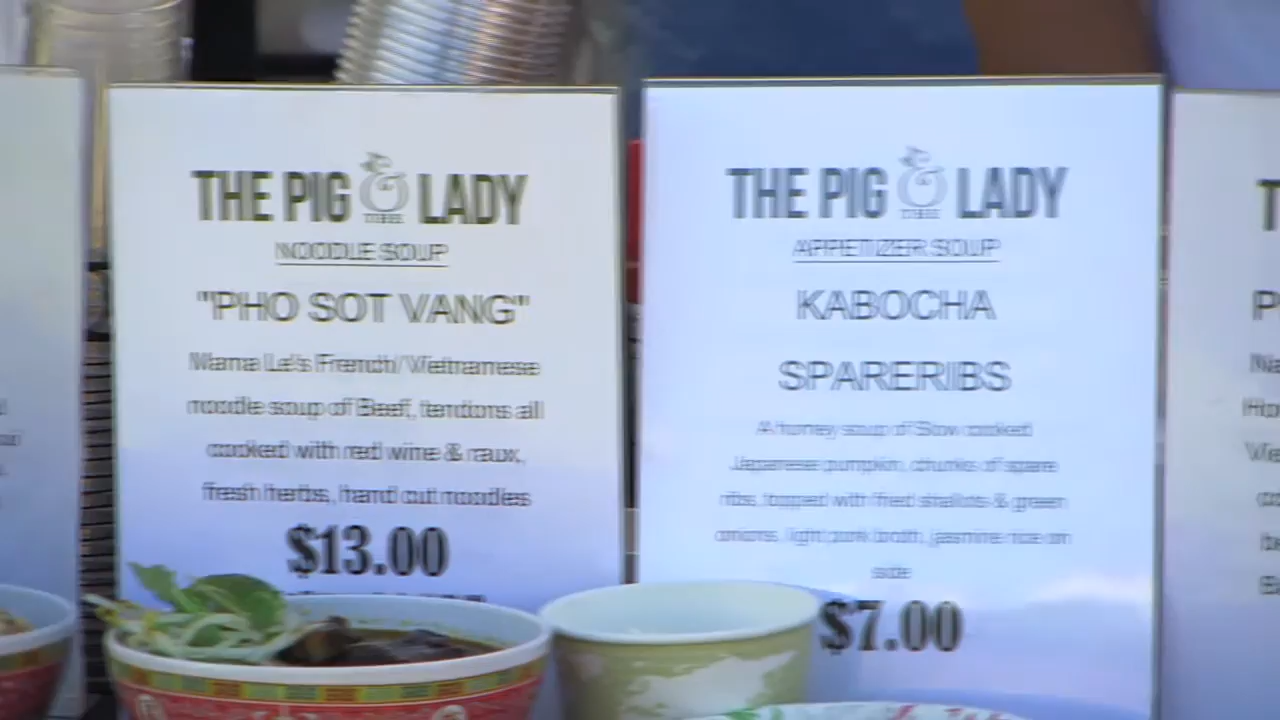 THE PIG & THE LADY
NOODLE SOUP
"PHO SOT VANG"
Mama Le's French/Vietnamese
noodle soup of Beef, tendons all
cooked with red wine & raux,
fresh herbs, hand cut noodles
$13.00
THE PIG & THE LADY
APPETIZER SOUP
KABOCHA
SPARERIBS
A homey soup of Slow cooked
Japanese pumpkin, chunks of spare
ribs, topped with fried shallots & green
onions, light pork broth, jasmine rice on
side
$7.00